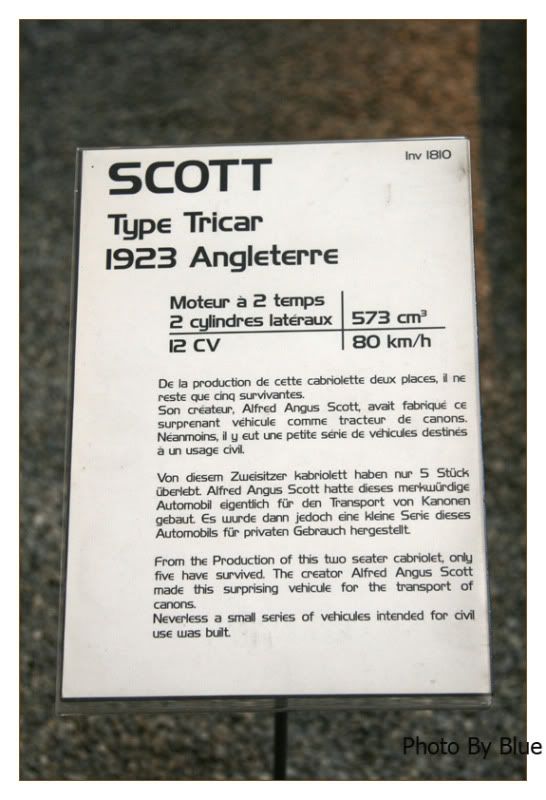 Inv 1810
SCOTT
Type Tricar
1923 Angleterre
Moteur à 2 temps
2 cylindres latéraux 573 cm³
12 CV 80 km/h
De la production de cette cabriolette deux places, il ne
reste que cinq survivantes.
Son créateur, Alfred Angus Scott, avait fabriqué ce
surprenant véhicule comme tracteur de canons.
Néanmoins, il y eut une petite série de véhicules destinés
à un usage civil.
Von diesem Zweisitzer kabriolett haben nur 5 Stück
überlebt. Alfred Angus Scott hatte dieses merkwürdige
Automobil eigentlich für den Transport von Kanonen
gebaut. Es wurde dann jedoch eine kleine Serie dieses
Automobils für privaten Gebrauch hergestellt.
From the Production of this two seater cabriolet, only
five have survived. The creator Alfred Angus Scott
made this surprising vehicule for the transport of
canons.
Neverless a small series of vehicules intended for civil
use was built.
Photo By Blue